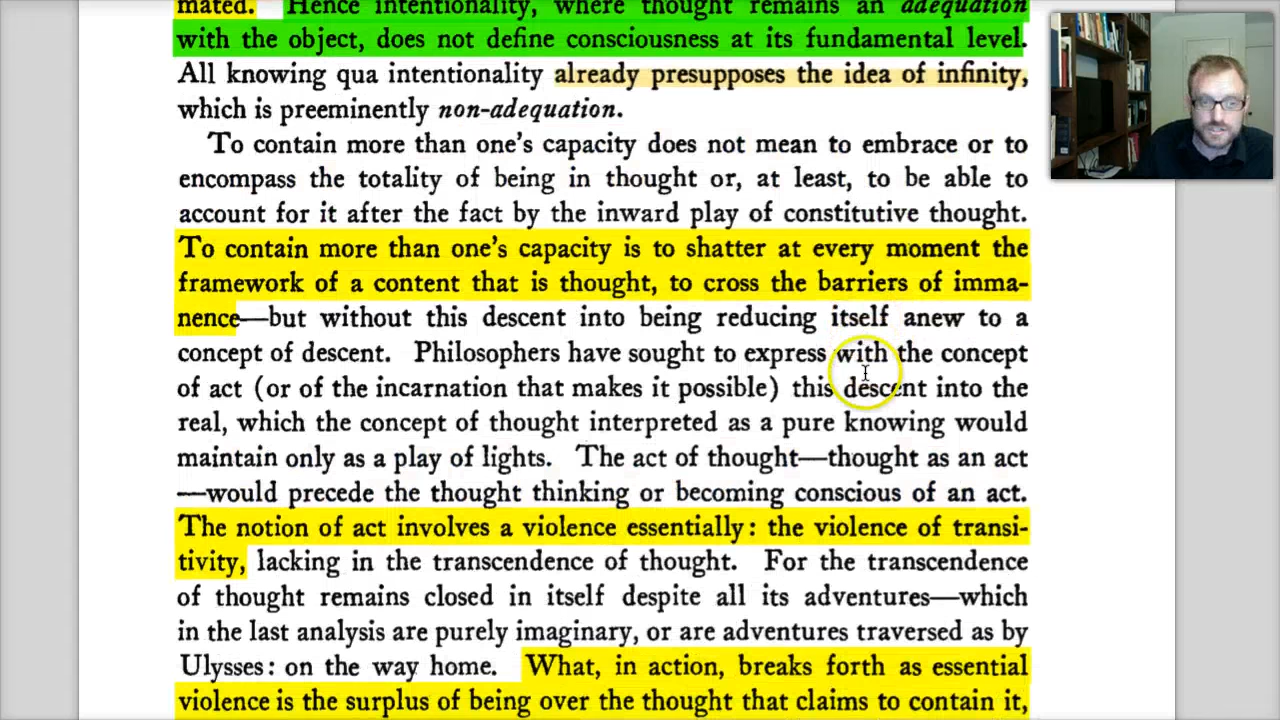 mated. Hence intentionality, where thought remains an adequation
with the object, does not define consciousness at its fundamental level.
All knowing qua intentionality already presupposes the idea of infinity,
which is preeminently non-adequation.
To contain more than one's capacity does not mean to embrace or to
encompass the totality of being in thought or, at least, to be able to
account for it after the fact by the inward play of constitutive thought.
To contain more than one's capacity is to shatter at every moment the
framework of a content that is thought, to cross the barriers of imma-
nence—but without this descent into being reducing itself anew to a
concept of descent. Philosophers have sought to express with the concept
of act (or of the incarnation that makes it possible) this descent into the
real, which the concept of thought interpreted as a pure knowing would
maintain only as a play of lights. The act of thought—thought as an act
—would precede the thought thinking or becoming conscious of an act.
The notion of act involves a violence essentially: the violence of transi-
tivity, lacking in the transcendence of thought. For the transcendence
of thought remains closed in itself despite all its adventures—which
in the last analysis are purely imaginary, or are adventures traversed as by
Ulysses: on the way home. What, in action, breaks forth as essential
violence is the surplus of being over the thought that claims to contain it,